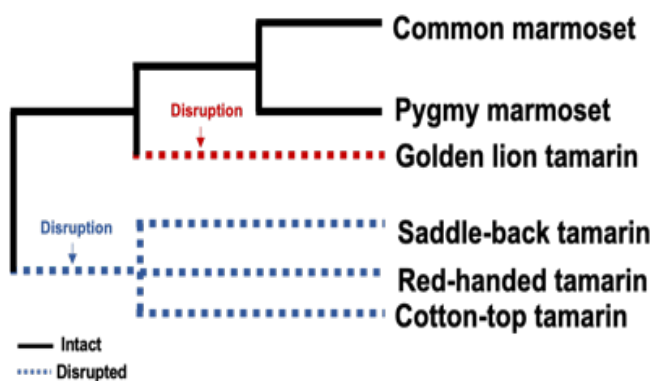 Common marmoset
Disruption
Pygmy marmoset
Golden lion tamarin
Disruption
Saddle-back tamarin
Red-handed tamarin
Cotton-top tamarin
Intact
Disrupted